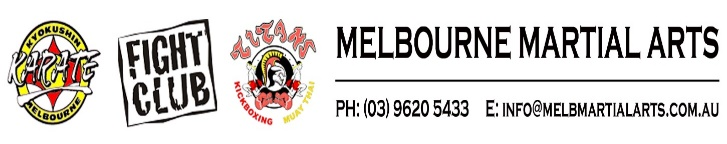 KYOKUSHIN
KARATE
MELBOURNE
FIGHT
CLUB
TITANS
KICKBOXING MUAY THAI
MELBOURNE MARTIAL ARTS
PH: (03) 9620 5433 E: INFO@MELBMARTIALARTS.COM.AU